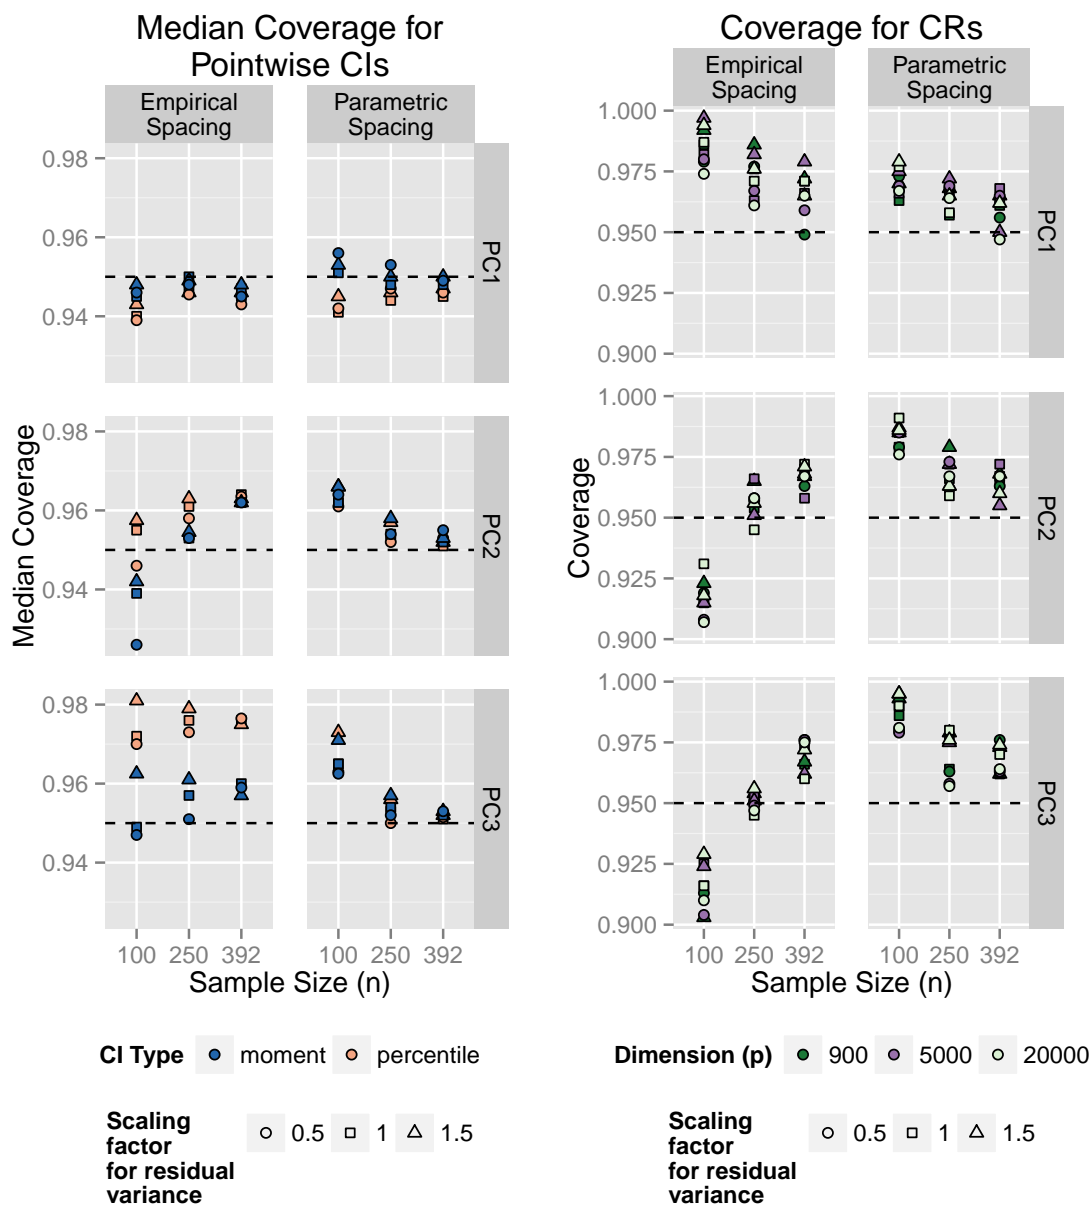 Median Coverage for
Pointwise CIs
Empirical
Spacing
Parametric
Spacing
0.98
0.96
0.94
PC1
0.98
0.96
0.94
PC2
0.98
0.96
0.94
PC3
Median Coverage
100 250 392
100 250 392
Sample Size (n)
CI Type moment percentile
Scaling
factor
for residual
variance
0.5 1 1.5
Coverage for CRs
Empirical
Spacing
Parametric
Spacing
1.000
0.975
0.950
0.925
0.900
PC1
1.000
0.975
0.950
0.925
0.900
PC2
1.000
0.975
0.950
0.925
0.900
PC3
Coverage
100 250 392
100 250 392
Sample Size (n)
Dimension (p) 900 5000 20000
Scaling
factor
for residual
variance
0.5 1 1.5